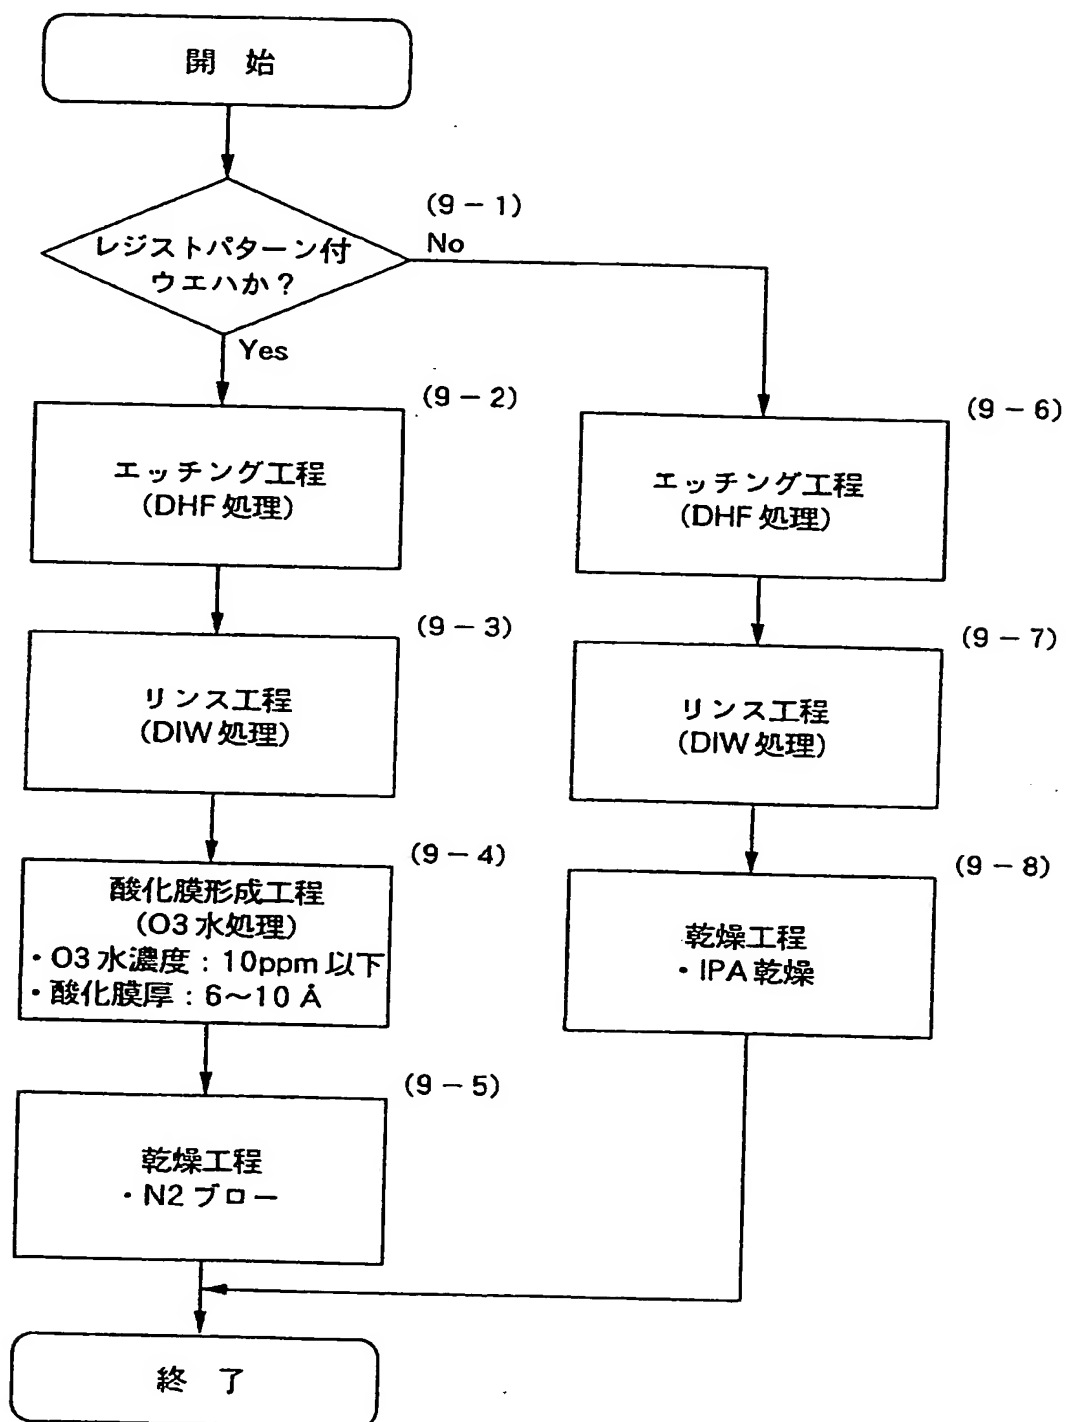 開 始
(9-1)
レジストパターン付
ウエハか?
No
Yes
(9-2)
エッチング工程
(DHF 処理)
(9-3)
リンス工程
(DIW 処理)
(9-4)
酸化膜形成工程
(O3 水処理)
・O3 水濃度:10ppm 以下
・酸化膜厚:6~10 Å
(9-5)
乾燥工程
・N2 ブロー
(9-6)
エッチング工程
(DHF 処理)
(9-7)
リンス工程
(DIW 処理)
(9-8)
乾燥工程
・IPA 乾燥
終 了